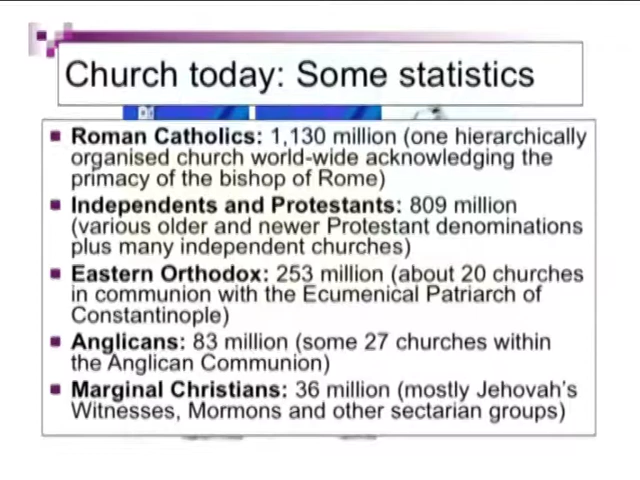 Church today: Some statistics
Roman Catholics: 1,130 million (one hierarchically
organised church world-wide acknowledging the
primacy of the bishop of Rome)
Independents and Protestants: 809 million
(various older and newer Protestant denominations
plus many independent churches)
Eastern Orthodox: 253 million (about 20 churches
in communion with the Ecumenical Patriarch of
Constantinople)
Anglicans: 83 million (some 27 churches within
the Anglican Communion)
Marginal Christians: 36 million (mostly Jehovah's
Witnesses, Mormons and other sectarian groups)